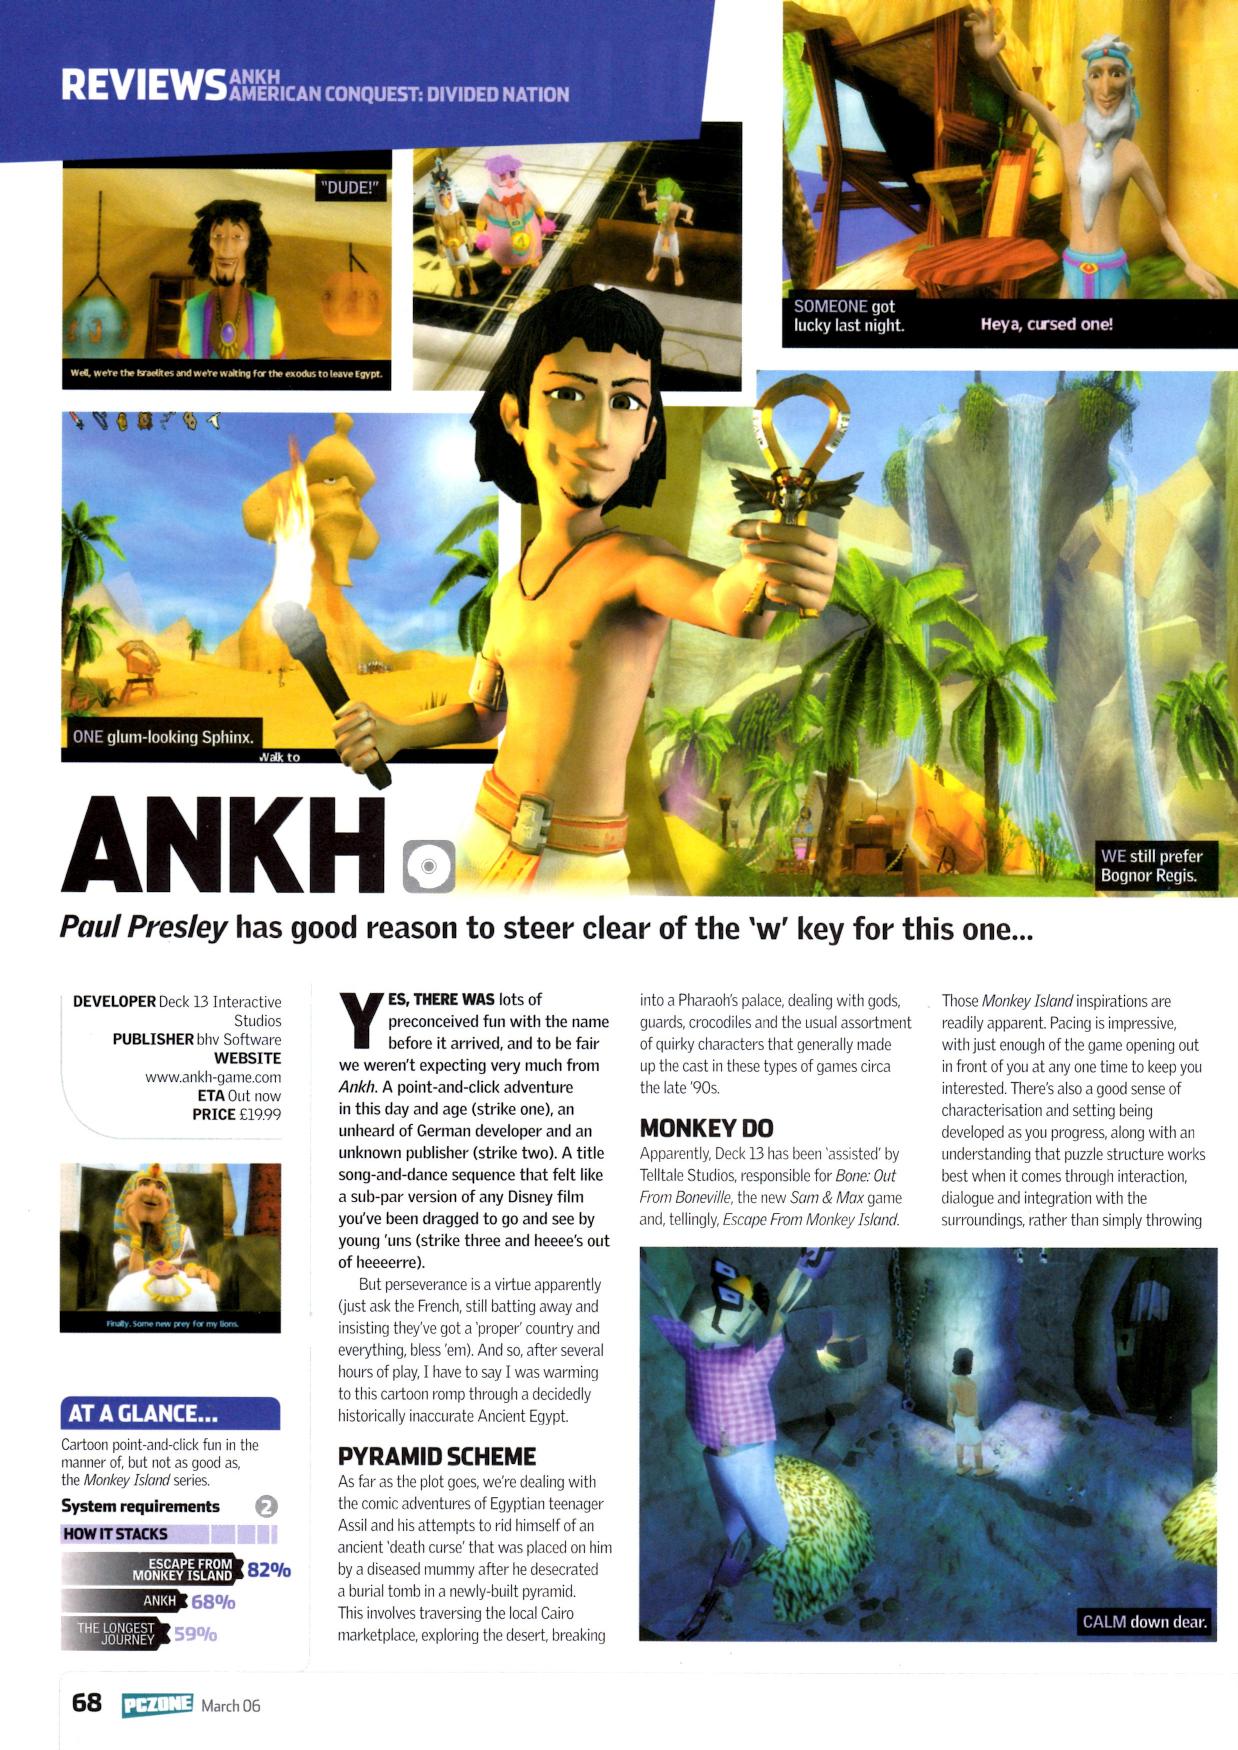 REVIEWS ANKH
AMERICAN CONQUEST: DIVIDED NATION
"DUDE!"
Well, we're the Israelites and we're waiting for the exodus to leave Egypt.
SOMEONE got
lucky last night.
Heya, cursed one!
ONE glum-looking Sphinx.
Walk to
WE still prefer
Bognor Regis.
ANKH
Paul Presley has good reason to steer clear of the 'w' key for this one...
DEVELOPER Deck 13 Interactive
Studios
PUBLISHER bhv Software
WEBSITE
www.ankh-game.com
ETA Out now
PRICE £19.99
Finally. Some new prey for my lions.
AT A GLANCE...
Cartoon point-and-click fun in the
manner of, but not as good as,
the Monkey Island series.
System requirements 2
HOW IT STACKS
ESCAPE FROM
MONKEY ISLAND 82%
ANKH 68%
THE LONGEST
JOURNEY 59%
YES, THERE WAS lots of
preconceived fun with the name
before it arrived, and to be fair
we weren't expecting very much from
Ankh. A point-and-click adventure
in this day and age (strike one), an
unheard of German developer and an
unknown publisher (strike two). A title
song-and-dance sequence that felt like
a sub-par version of any Disney film
you've been dragged to go and see by
young 'uns (strike three and heeee's out
of heeeerre).
But perseverance is a virtue apparently
(just ask the French, still batting away and
insisting they've got a 'proper' country and
everything, bless 'em). And so, after several
hours of play, I have to say I was warming
to this cartoon romp through a decidedly
historically inaccurate Ancient Egypt.
PYRAMID SCHEME
As far as the plot goes, we're dealing with
the comic adventures of Egyptian teenager
Assil and his attempts to rid himself of an
ancient 'death curse' that was placed on him
by a diseased mummy after he desecrated
a burial tomb in a newly-built pyramid.
This involves traversing the local Cairo
marketplace, exploring the desert, breaking
into a Pharaoh's palace, dealing with gods,
guards, crocodiles and the usual assortment
of quirky characters that generally made
up the cast in these types of games circa
the late '90s.
MONKEY DO
Apparently, Deck 13 has been 'assisted' by
Telltale Studios, responsible for Bone: Out
From Boneville, the new Sam & Max game
and, tellingly, Escape From Monkey Island.
Those Monkey Island inspirations are
readily apparent. Pacing is impressive,
with just enough of the game opening out
in front of you at any one time to keep you
interested. There's also a good sense of
characterisation and setting being
developed as you progress, along with an
understanding that puzzle structure works
best when it comes through interaction,
dialogue and integration with the
surroundings, rather than simply throwing
CALM down dear.
68 PCZONE March 06